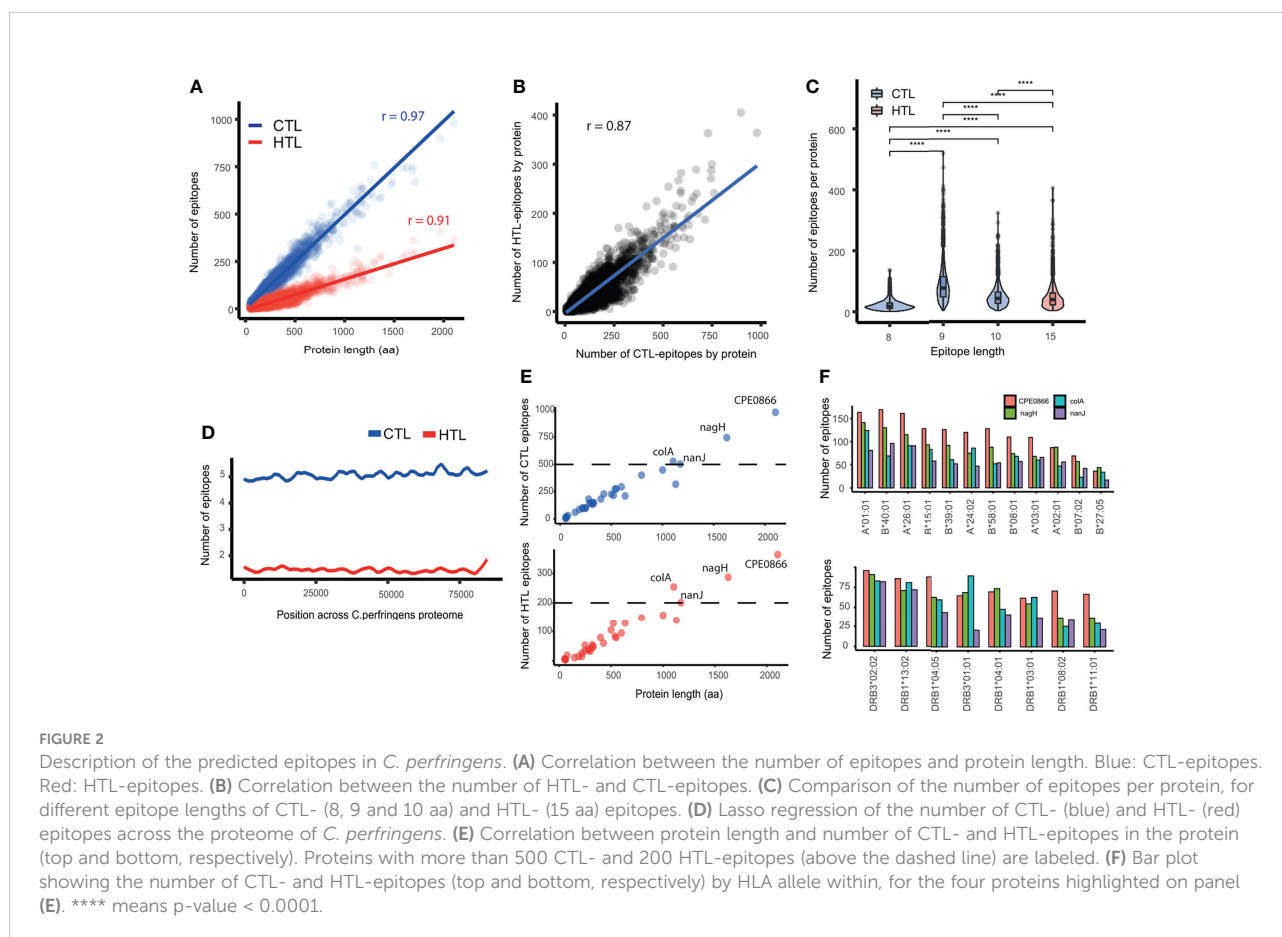 A
CTL
HTL
r = 0.97
r = 0.91
1000
750
500
250
0
Number of epitopes
0
500
1000
1500
2000
Protein length (aa)
B
r = 0.87
400
300
200
100
0
Number of HTL-epitopes by protein
0
250
500
750
1000
Number of CTL-epitopes by protein
C
CTL
HTL
****
****
****
****
****
****
600
400
200
0
Number of epitopes per protein
8
9
10
15
Epitope length
D
CTL
HTL
5
4
3
2
Number of epitopes
0
25000
50000
75000
Position across C.perfringens proteome
E
1000
750
500
250
0
Number of CTL epitopes
CPE0866
nagH
colA
nanJ
0
500
1000
1500
2000
300
200
100
Number of HTL epitopes
CPE0866
nagH
colA
nanJ
0
500
1000
1500
2000
Protein length (aa)
F
CPE0866
colA
nagH
nanJ
150
100
50
0
Number of epitopes
A*01:01
B*40:01
A*26:01
B*15:01
B*39:01
A*24:02
B*58:01
B*08:01
A*03:01
A*02:01
B*07:02
B*27:05
75
50
25
0
Number of epitopes
DRB3*02:02
DRB1*13:02
DRB1*04:05
DRB3*01:01
DRB1*04:01
DRB1*03:01
DRB1*08:02
DRB1*11:01
FIGURE 2
Description of the predicted epitopes in C. perfringens. (A) Correlation between the number of epitopes and protein length. Blue: CTL-epitopes.
Red: HTL-epitopes. (B) Correlation between the number of HTL- and CTL-epitopes. (C) Comparison of the number of epitopes per protein, for
different epitope lengths of CTL- (8, 9 and 10 aa) and HTL- (15 aa) epitopes. (D) Lasso regression of the number of CTL- (blue) and HTL- (red)
epitopes across the proteome of C. perfringens. (E) Correlation between protein length and number of CTL- and HTL-epitopes in the protein
(top and bottom, respectively). Proteins with more than 500 CTL- and 200 HTL-epitopes (above the dashed line) are labeled. (F) Bar plot
showing the number of CTL- and HTL-epitopes (top and bottom, respectively) by HLA allele within, for the four proteins highlighted on panel
(E). **** means p-value < 0.0001.